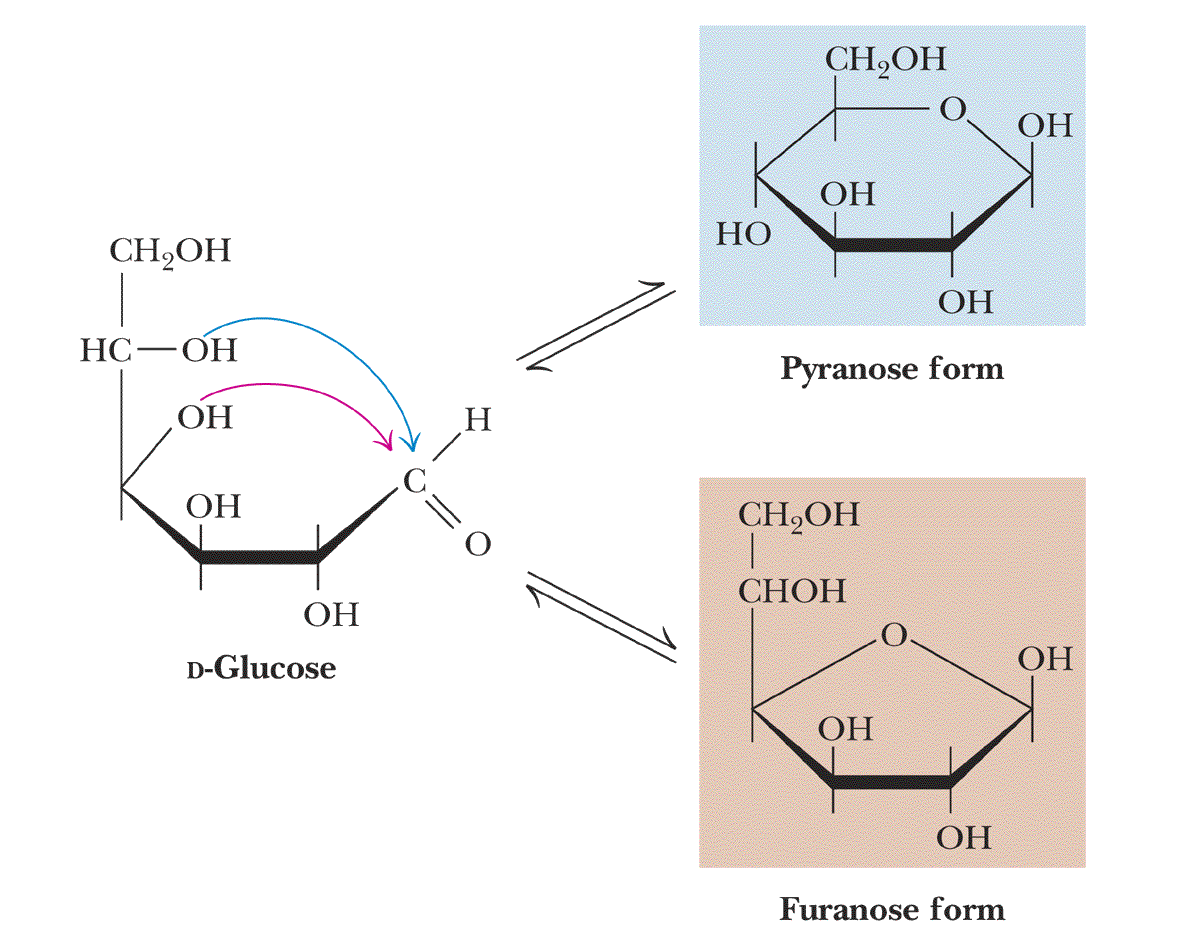 CH₂OH
HC—OH
OH
H
C
OH
O
OH
D-Glucose
CH₂OH
O
OH
OH
HO
OH
Pyranose form
CH₂OH
CHOH
O
OH
OH
OH
Furanose form